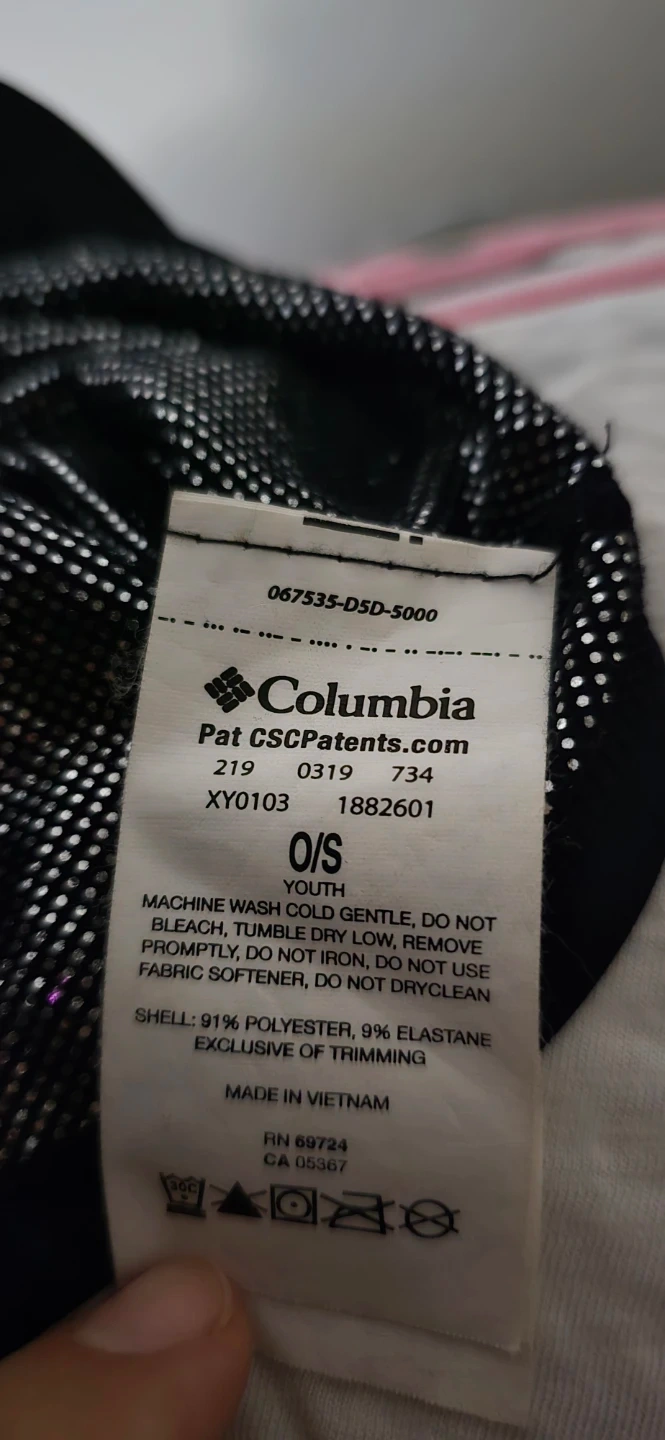 067535-D5D-5000
Columbia
Pat CSCPatents.com
219 0319 734
XY0103 1882601
O/S
YOUTH
MACHINE WASH COLD GENTLE, DO NOT
BLEACH, TUMBLE DRY LOW, REMOVE
PROMPTLY, DO NOT IRON, DO NOT USE
FABRIC SOFTENER, DO NOT DRYCLEAN
SHELL: 91% POLYESTER, 9% ELASTANE
EXCLUSIVE OF TRIMMING
MADE IN VIETNAM
RN 69724
CA 05367
30C